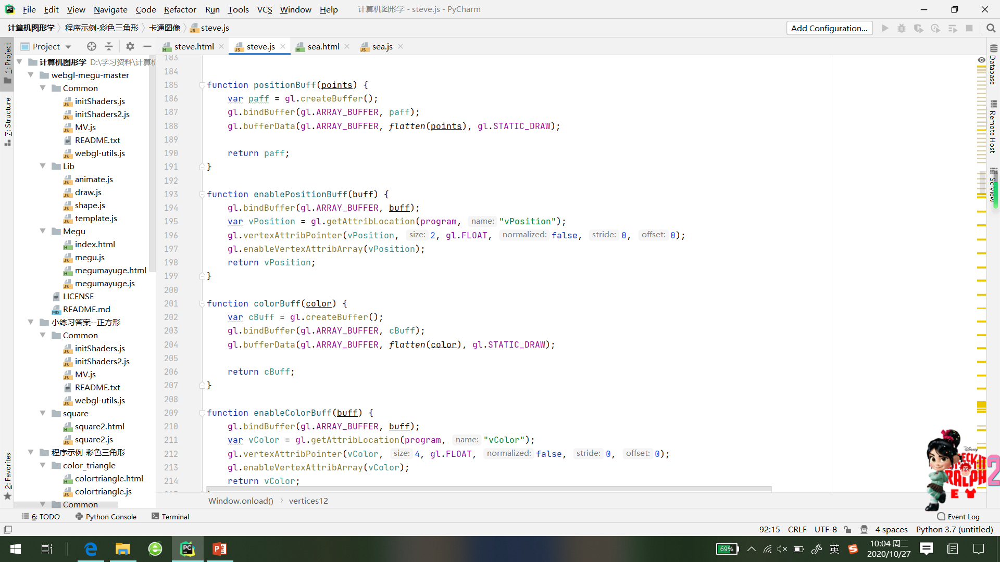 File Edit View Navigate Code Refactor Run Tools VCS Window Help 计算机图形学 - steve.js - PyCharm
计算机图形学 程序示例-彩色三角形 卡通图像 steve.js Add Configuration...
Project steve.html steve.js sea.html sea.js
1: Project
7: Structure
2: Favorites
计算机图形学 D:\学习资料\计算机
webgl-megu-master
Common
initShaders.js
initShaders2.js
MV.js
README.txt
webgl-utils.js
Lib
animate.js
draw.js
shape.js
template.js
Megu
index.html
megu.js
megumayuge.html
megumayuge.js
LICENSE
README.md
小练习答案--正方形
Common
initShaders.js
initShaders2.js
MV.js
README.txt
webgl-utils.js
square
square2.html
square2.js
程序示例-彩色三角形
color_triangle
colortriangle.html
colortriangle.js
Common
183
184
185 function positionBuff(points) {
186 var paff = gl.createBuffer();
187 gl.bindBuffer(gl.ARRAY_BUFFER, paff);
188 gl.bufferData(gl.ARRAY_BUFFER, flatten(points), gl.STATIC_DRAW);
189
190 return paff;
191 }
192
193 function enablePositionBuff(buff) {
194 gl.bindBuffer(gl.ARRAY_BUFFER, buff);
195 var vPosition = gl.getAttribLocation(program, name: "vPosition");
196 gl.vertexAttribPointer(vPosition, size: 2, gl.FLOAT, normalized: false, stride: 0, offset: 0);
197 gl.enableVertexAttribArray(vPosition);
198 return vPosition;
199 }
200
201 function colorBuff(color) {
202 var cBuff = gl.createBuffer();
203 gl.bindBuffer(gl.ARRAY_BUFFER, cBuff);
204 gl.bufferData(gl.ARRAY_BUFFER, flatten(color), gl.STATIC_DRAW);
205
206 return cBuff;
207 }
208
209 function enableColorBuff(buff) {
210 gl.bindBuffer(gl.ARRAY_BUFFER, buff);
211 var vColor = gl.getAttribLocation(program, name: "vColor");
212 gl.vertexAttribPointer(vColor, size: 4, gl.FLOAT, normalized: false, stride: 0, offset: 0);
213 gl.enableVertexAttribArray(vColor);
214 return vColor;
Window.onload() vertices12
Database
Remote Host
SciView
Disney
RALPH
2
6: TODO Python Console Terminal Event Log
92:15 CRLF UTF-8 4 spaces Python 3.7 (untitled)
69% 英 10:04 周二
2020/10/27